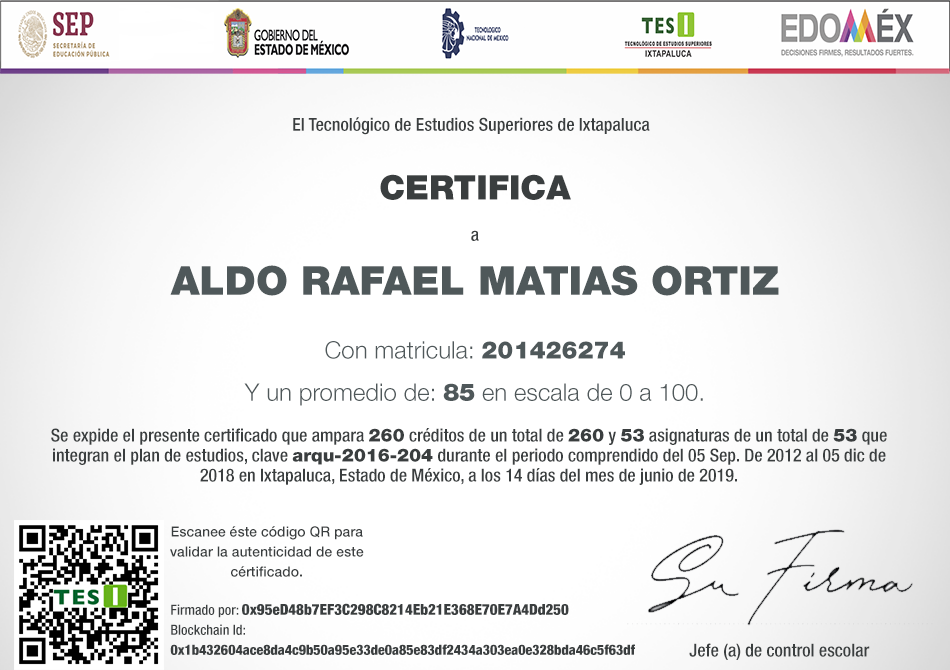 SEP
SECRETARÍA DE
EDUCACIÓN PÚBLICA
GOBIERNO DEL
ESTADO DE MÉXICO
TECNOLÓGICO
NACIONAL DE MÉXICO
TESI
TECNOLÓGICO DE ESTUDIOS SUPERIORES
IXTAPALUCA
EDOMÉX
DECISIONES FIRMES, RESULTADOS FUERTES.
El Tecnológico de Estudios Superiores de Ixtapaluca
CERTIFICA
a
ALDO RAFAEL MATIAS ORTIZ
Con matricula: 201426274
Y un promedio de: 85 en escala de 0 a 100.
Se expide el presente certificado que ampara 260 créditos de un total de 260 y 53 asignaturas de un total de 53 que
integran el plan de estudios, clave arqu-2016-204 durante el periodo comprendido del 05 Sep. De 2012 al 05 dic de
2018 en Ixtapaluca, Estado de México, a los 14 días del mes de junio de 2019.
Escanee éste código QR para
validar la autenticidad de este
cértificado.
TESI
Firmado por: 0x95eD48b7EF3C298C8214Eb21E368E70E7A4Dd250
Blockchain Id:
0x1b432604ace8da4c9b50a95e33de0a85e83df2434a303ea0e328bda46c5f63df
Su Firma
Jefe (a) de control escolar